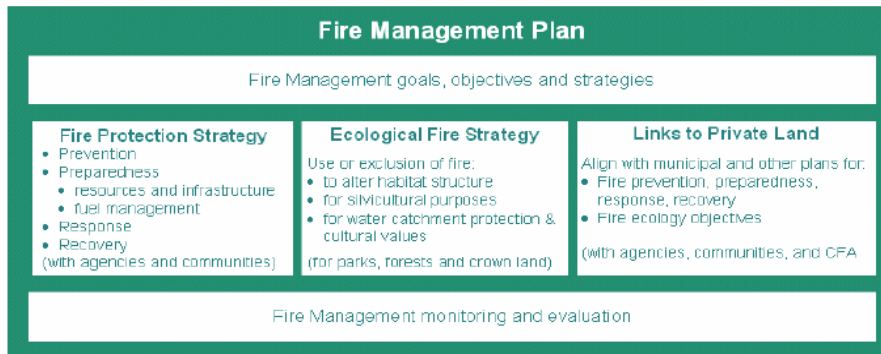 Fire Management Plan
Fire Management goals, objectives and strategies
Fire Protection Strategy
• Prevention
• Preparedness
• resources and infrastructure
• fuel management
• Response
• Recovery
(with agencies and communities)
Ecological Fire Strategy
Use or exclusion of fire:
• to alter habitat structure
• for silvicultural purposes
• for water catchment protection &
cultural values
(for parks, forests and crown land)
Links to Private Land
Align with municipal and other plans for:
• Fire prevention, preparedness,
response, recovery
• Fire ecology objectives
(with agencies, communities, and CFA
Fire Management monitoring and evaluation